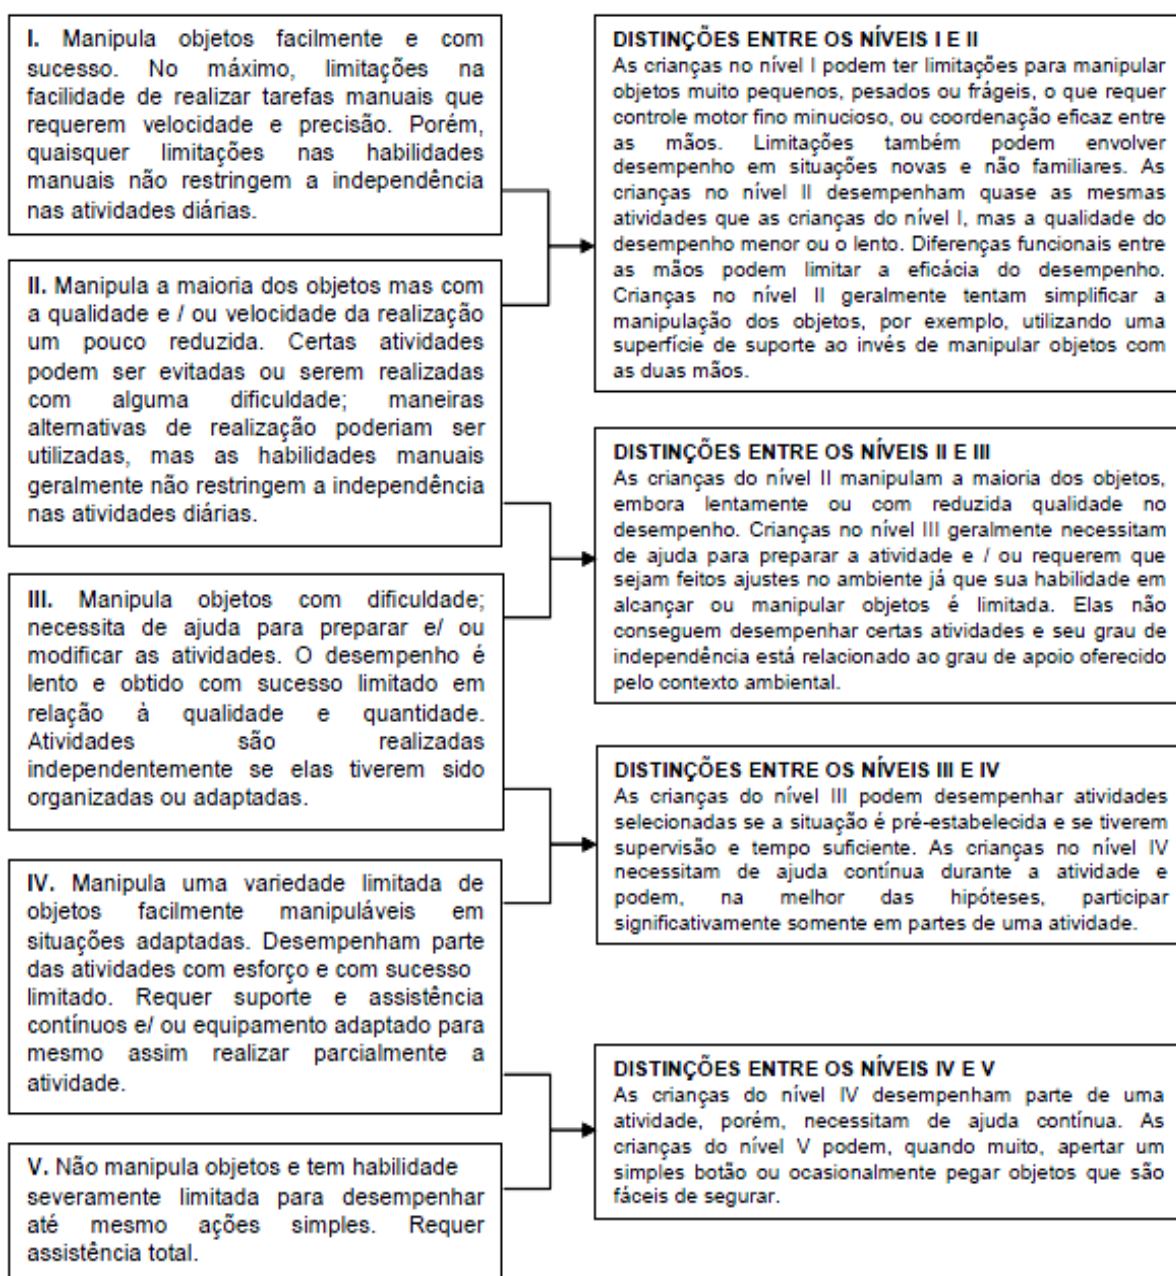 I. Manipula objetos facilmente e com
sucesso. No máximo, limitações na
facilidade de realizar tarefas manuais que
requerem velocidade e precisão. Porém,
quaisquer limitações nas habilidades
manuais não restringem a independência
nas atividades diárias.
II. Manipula a maioria dos objetos mas com
a qualidade e / ou velocidade da realização
um pouco reduzida. Certas atividades
podem ser evitadas ou serem realizadas
com alguma dificuldade; maneiras
alternativas de realização poderiam ser
utilizadas, mas as habilidades manuais
geralmente não restringem a independência
nas atividades diárias.
III. Manipula objetos com dificuldade;
necessita de ajuda para preparar e/ ou
modificar as atividades. O desempenho é
lento e obtido com sucesso limitado em
relação à qualidade e quantidade.
Atividades são realizadas
independentemente se elas tiverem sido
organizadas ou adaptadas.
IV. Manipula uma variedade limitada de
objetos facilmente manipuláveis em
situações adaptadas. Desempenham parte
das atividades com esforço e com sucesso
limitado. Requer suporte e assistência
contínuos e/ ou equipamento adaptado para
mesmo assim realizar parcialmente a
atividade.
V. Não manipula objetos e tem habilidade
severamente limitada para desempenhar
até mesmo ações simples. Requer
assistência total.
DISTINÇÕES ENTRE OS NÍVEIS I E II
As crianças no nível I podem ter limitações para manipular
objetos muito pequenos, pesados ou frágeis, o que requer
controle motor fino minucioso, ou coordenação eficaz entre
as mãos. Limitações também podem envolver
desempenho em situações novas e não familiares. As
crianças no nível II desempenham quase as mesmas
atividades que as crianças do nível I, mas a qualidade do
desempenho menor ou o lento. Diferenças funcionais entre
as mãos podem limitar a eficácia do desempenho.
Crianças no nível II geralmente tentam simplificar a
manipulação dos objetos, por exemplo, utilizando uma
superfície de suporte ao invés de manipular objetos com
as duas mãos.
DISTINÇÕES ENTRE OS NÍVEIS II E III
As crianças do nível II manipulam a maioria dos objetos,
embora lentamente ou com reduzida qualidade no
desempenho. Crianças no nível III geralmente necessitam
de ajuda para preparar a atividade e / ou requerem que
sejam feitos ajustes no ambiente já que sua habilidade em
alcançar ou manipular objetos é limitada. Elas não
conseguem desempenhar certas atividades e seu grau de
independência está relacionado ao grau de apoio oferecido
pelo contexto ambiental.
DISTINÇÕES ENTRE OS NÍVEIS III E IV
As crianças do nível III podem desempenhar atividades
selecionadas se a situação é pré-estabelecida e se tiverem
supervisão e tempo suficiente. As crianças no nível IV
necessitam de ajuda contínua durante a atividade e
podem, na melhor das hipóteses, participar
significativamente somente em partes de uma atividade.
DISTINÇÕES ENTRE OS NÍVEIS IV E V
As crianças do nível IV desempenham parte de uma
atividade, porém, necessitam de ajuda contínua. As
crianças do nível V podem, quando muito, apertar um
simples botão ou ocasionalmente pegar objetos que são
fáceis de segurar.